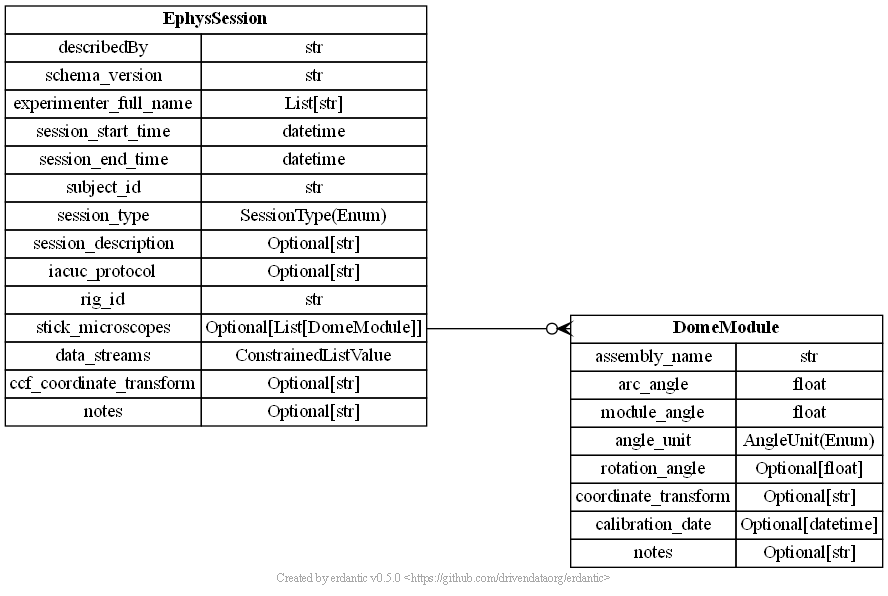 EphysSession
describedBy str
schema_version str
experimenter_full_name List[str]
session_start_time datetime
session_end_time datetime
subject_id str
session_type SessionType(Enum)
session_description Optional[str]
iacuc_protocol Optional[str]
rig_id str
stick_microscopes Optional[List[DomeModule]]
data_streams ConstrainedListValue
ccf_coordinate_transform Optional[str]
notes Optional[str]
DomeModule
assembly_name str
arc_angle float
module_angle float
angle_unit AngleUnit(Enum)
rotation_angle Optional[float]
coordinate_transform Optional[str]
calibration_date Optional[datetime]
notes Optional[str]
Created by erdantic v0.5.0 <https://github.com/drivendataorg/erdantic>